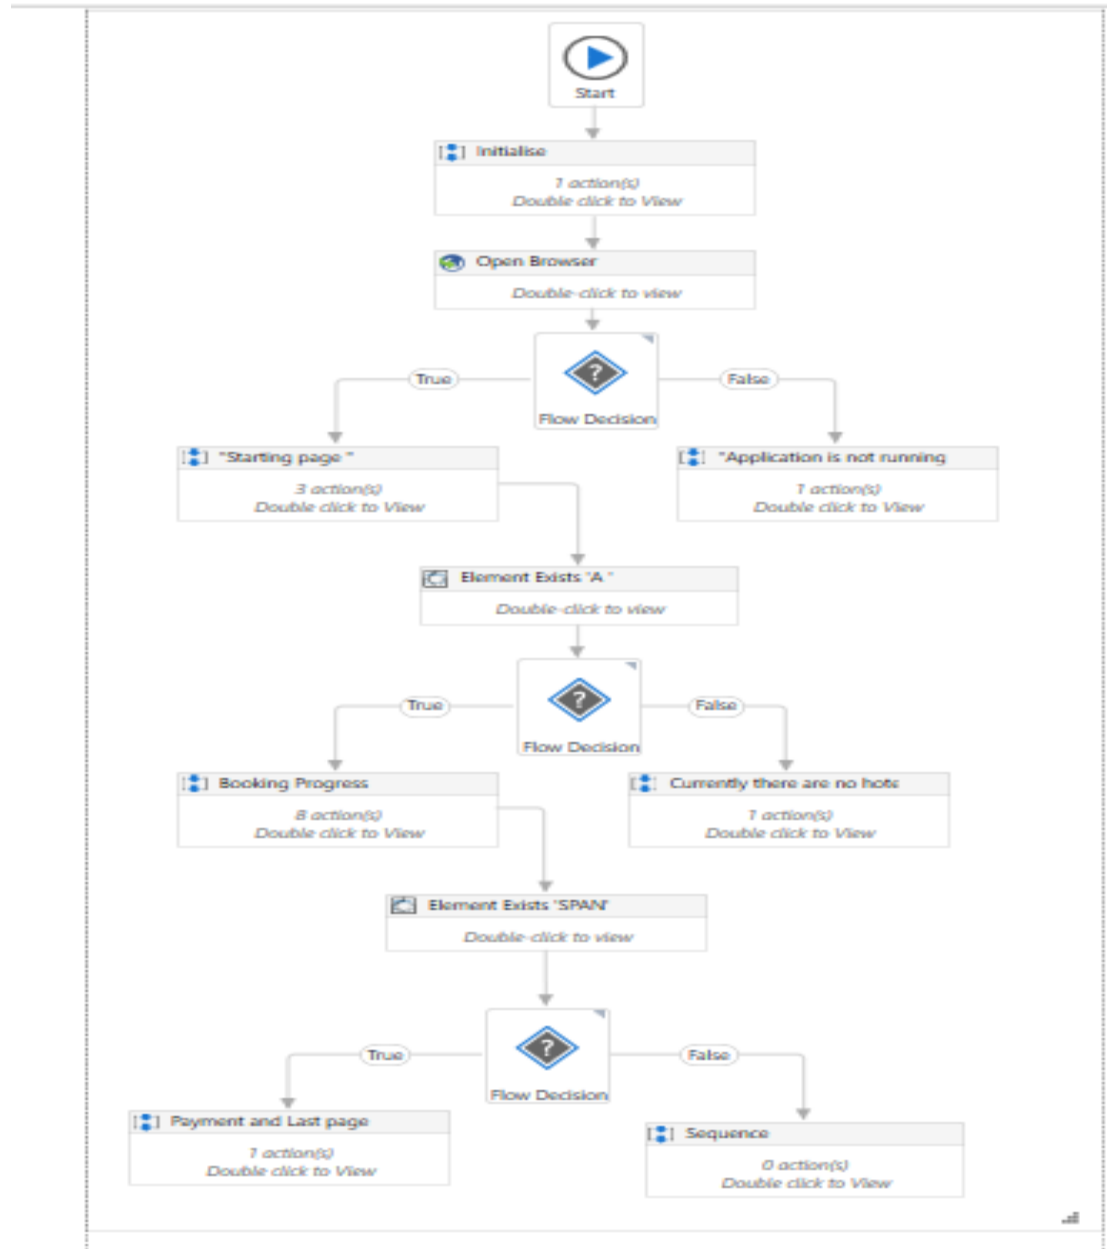 Start
Initialise
1 action(s)
Double click to View
Open Browser
Double-click to view
True
False
Flow Decision
"Starting page "
3 action(s)
Double click to View
"Application is not running
1 action(s)
Double click to View
Element Exists 'A '
Double-click to view
True
False
Flow Decision
Booking Progress
8 action(s)
Double click to View
Currently there are no hote
1 action(s)
Double click to View
Element Exists 'SPAN'
Double-click to view
True
False
Flow Decision
Payment and Last page
1 action(s)
Double click to View
Sequence
0 action(s)
Double click to View